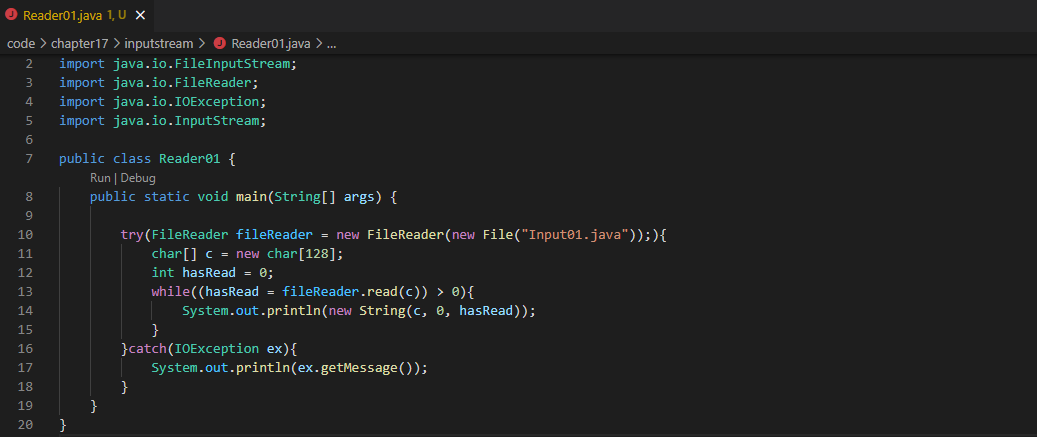 J Reader01.java 1, U ×
code > chapter17 > inputstream > J Reader01.java > ...
2 import java.io.FileInputStream;
3 import java.io.FileReader;
4 import java.io.IOException;
5 import java.io.InputStream;
6
7 public class Reader01 {
Run | Debug
8 public static void main(String[] args) {
9
10 try(FileReader fileReader = new FileReader(new File("Input01.java"));){
11 char[] c = new char[128];
12 int hasRead = 0;
13 while((hasRead = fileReader.read(c)) > 0){
14 System.out.println(new String(c, 0, hasRead));
15 }
16 }catch(IOException ex){
17 System.out.println(ex.getMessage());
18 }
19 }
20 }